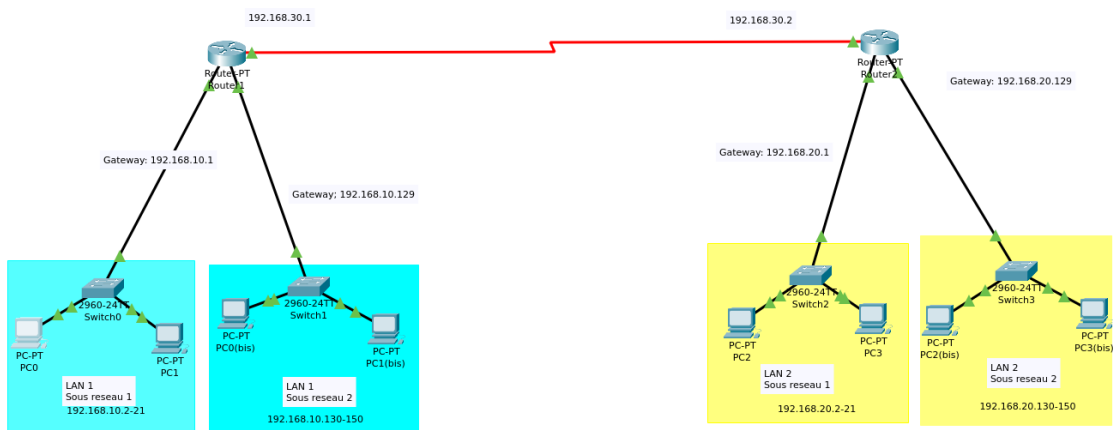 192.168.30.1
192.168.30.2
Router-PT
Router1
Router-PT
Router2
Gateway: 192.168.20.129
Gateway: 192.168.10.1
Gateway: 192.168.20.1
Gateway; 192.168.10.129
2960-24TT
Switch0
2960-24TT
Switch1
2960-24TT
Switch2
2960-24TT
Switch3
PC-PT
PC0
PC-PT
PC1
PC-PT
PC0(bis)
PC-PT
PC1(bis)
PC-PT
PC2
PC-PT
PC3
PC-PT
PC2(bis)
PC-PT
PC3(bis)
LAN 1
Sous reseau 1
192.168.10.2-21
LAN 1
Sous reseau 2
192.168.10.130-150
LAN 2
Sous reseau 1
192.168.20.2-21
LAN 2
Sous reseau 2
192.168.20.130-150